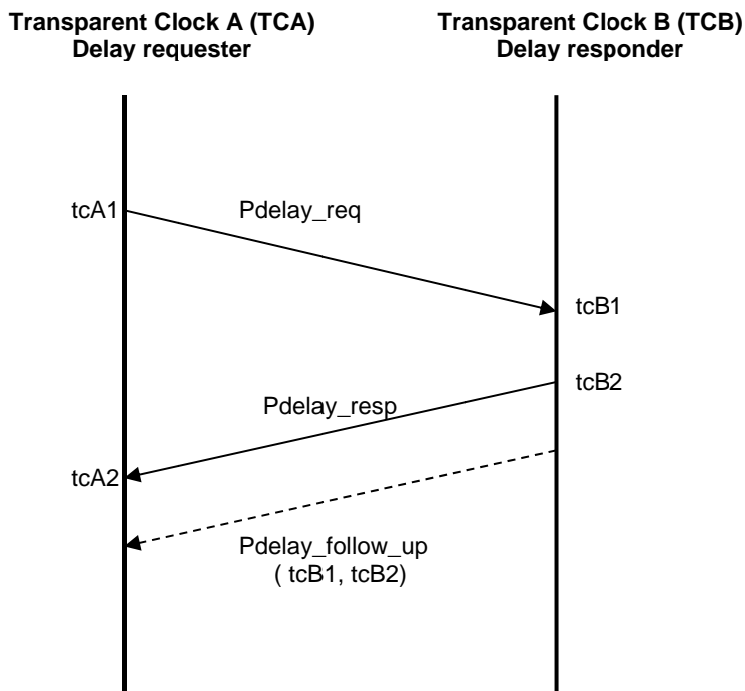 Transparent Clock A (TCA)
Delay requester
Transparent Clock B (TCB)
Delay responder
tcA1
Pdelay_req
tcB1
tcB2
Pdelay_resp
tcA2
Pdelay_follow_up
( tcB1, tcB2)